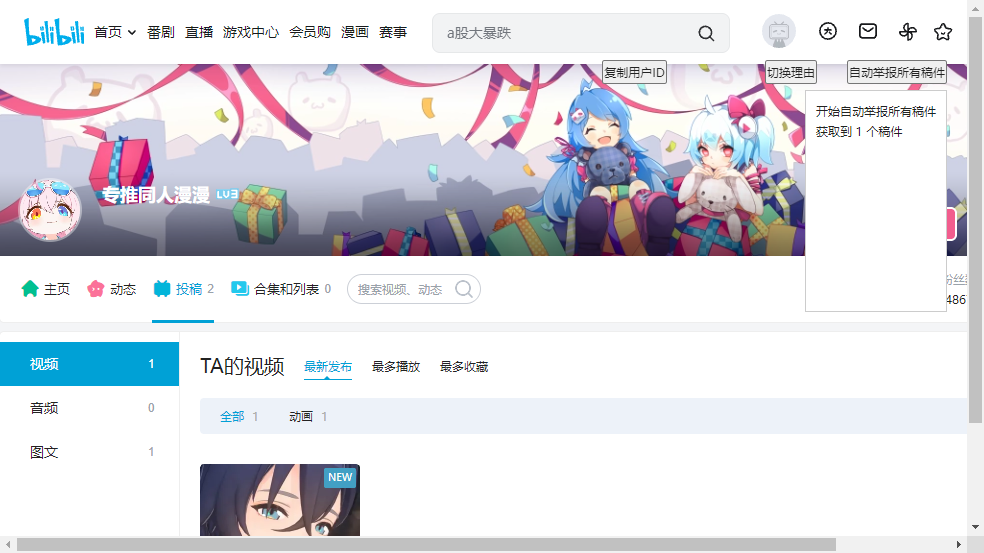 bilibili
首页 番剧 直播 游戏中心 会员购 漫画 赛事
a股大暴跌
复制用户ID 切换理由 自动举报所有稿件
开始自动举报所有稿件
获取到 1 个稿件
专推同人漫漫 LV3
主页 动态 投稿 2 合集和列表 0 搜索视频、动态
粉丝
486
视频 1
音频 0
图文 1
TA的视频 最新发布 最多播放 最多收藏
全部 1 动画 1
NEW